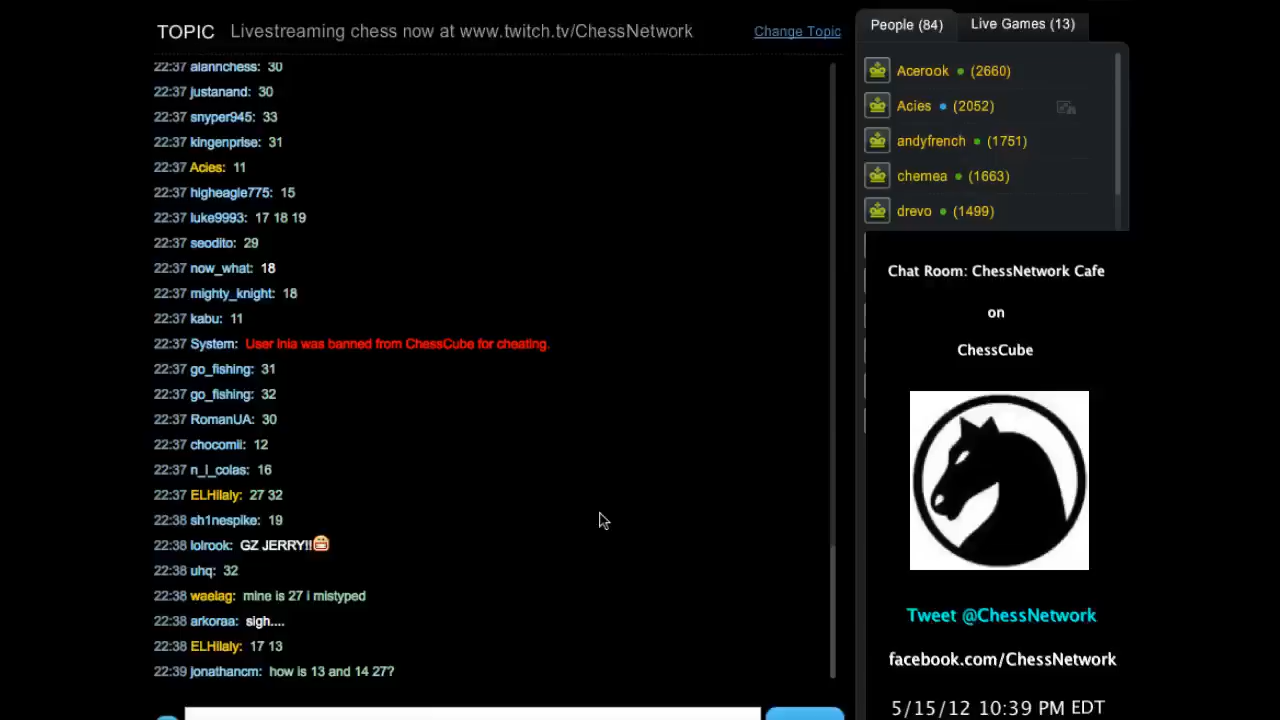 TOPIC Livestreaming chess now at www.twitch.tv/ChessNetwork Change Topic
People (84) Live Games (13)
22:37 alannchess: 30
22:37 justanand: 30
22:37 snyper945: 33
22:37 kingenprise: 31
22:37 Acies: 11
22:37 higheagle775: 15
22:37 luke9993: 17 18 19
22:37 seodito: 29
22:37 now_what: 18
22:37 mighty_knight: 18
22:37 kabu: 11
22:37 System: User Inia was banned from ChessCube for cheating.
22:37 go_fishing: 31
22:37 go_fishing: 32
22:37 RomanUA: 30
22:37 chocomii: 12
22:37 n_l_colas: 16
22:37 ELHilaly: 27 32
22:38 sh1nespike: 19
22:38 lolrook: GZ JERRY!!
22:38 uhq: 32
22:38 waelag: mine is 27 i mistyped
22:38 arkoraa: sigh....
22:38 ELHilaly: 17 13
22:39 jonathancm: how is 13 and 14 27?
Acerook (2660)
Acies (2052)
andyfrench (1751)
chemea (1663)
drevo (1499)
Chat Room: ChessNetwork Cafe
on
ChessCube
Tweet @ChessNetwork
facebook.com/ChessNetwork
5/15/12 10:39 PM EDT